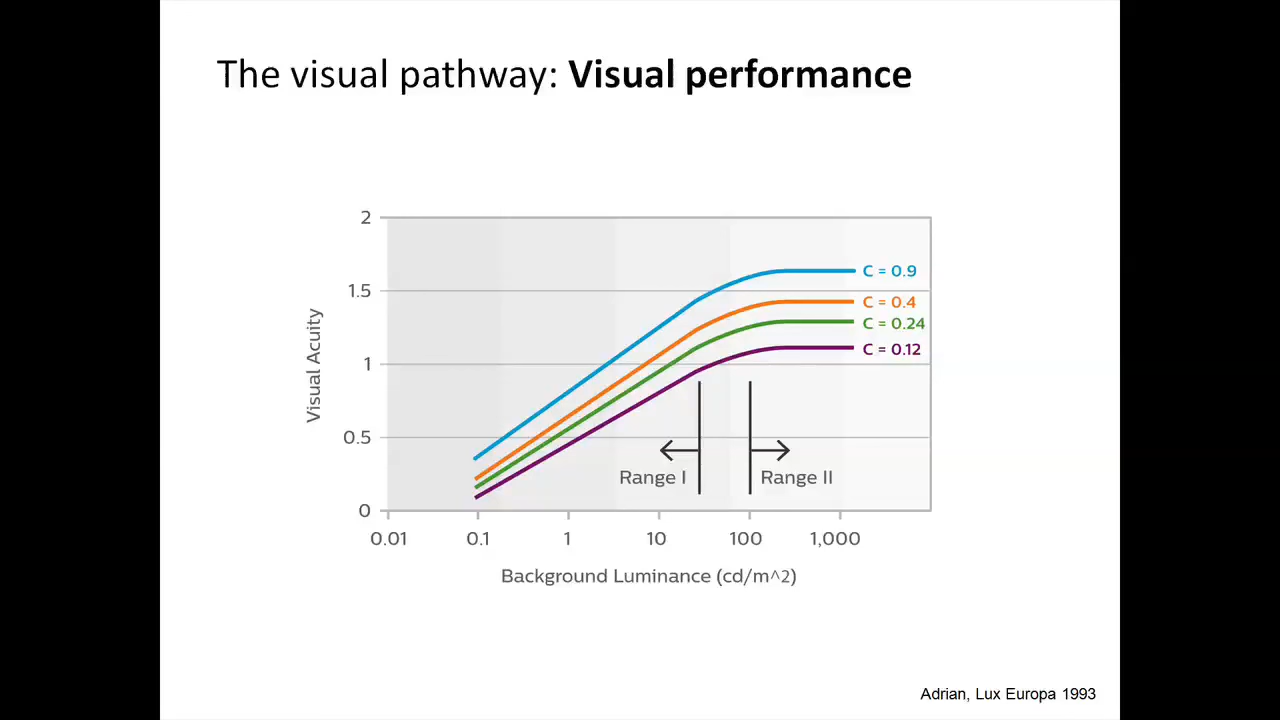 The visual pathway: Visual performance
2
1.5
1
0.5
0
Visual Acuity
C = 0.9
C = 0.4
C = 0.24
C = 0.12
Range I
Range II
0.01 0.1 1 10 100 1,000
Background Luminance (cd/m^2)
Adrian, Lux Europa 1993